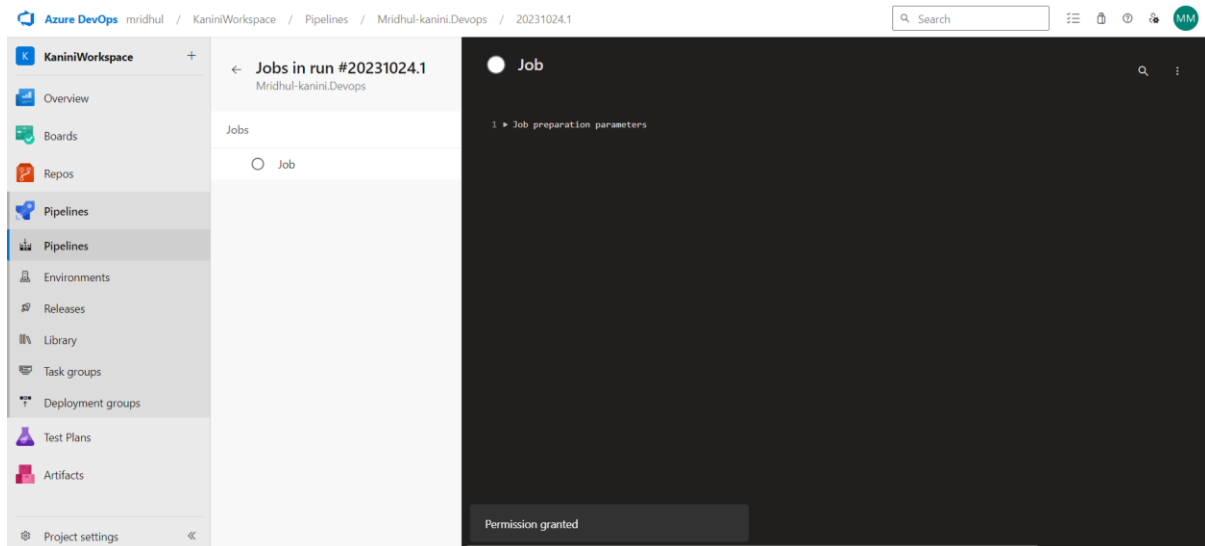 Azure DevOps mridhul / KaniniWorkspace / Pipelines / Mridhul-kanini.Devops / 20231024.1
Search
MM
K KaniniWorkspace +
Overview
Boards
Repos
Pipelines
Pipelines
Environments
Releases
Library
Task groups
Deployment groups
Test Plans
Artifacts
Project settings
Jobs in run #20231024.1
Mridhul-kanini.Devops
Jobs
Job
Job
1 Job preparation parameters
Permission granted